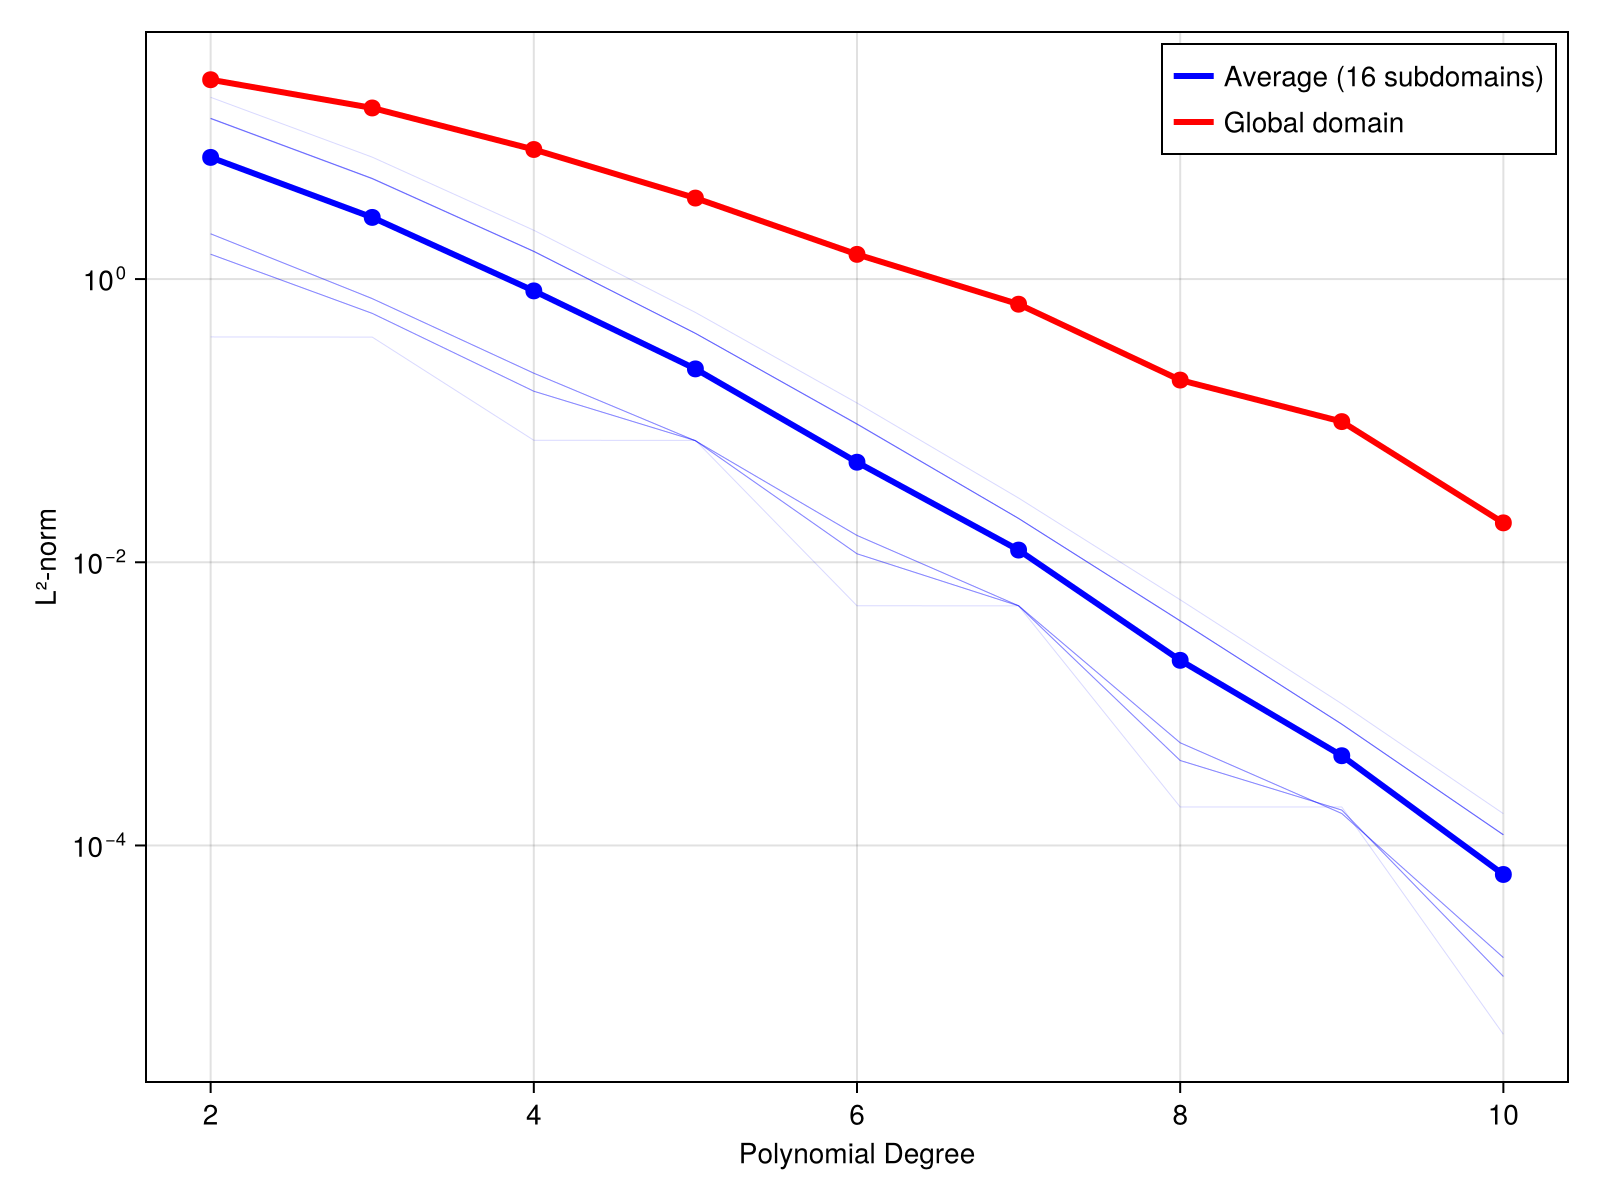 Average (16 subdomains)
Global domain
10⁰
10⁻²
10⁻⁴
L²-norm
2 4 6 8 10
Polynomial Degree